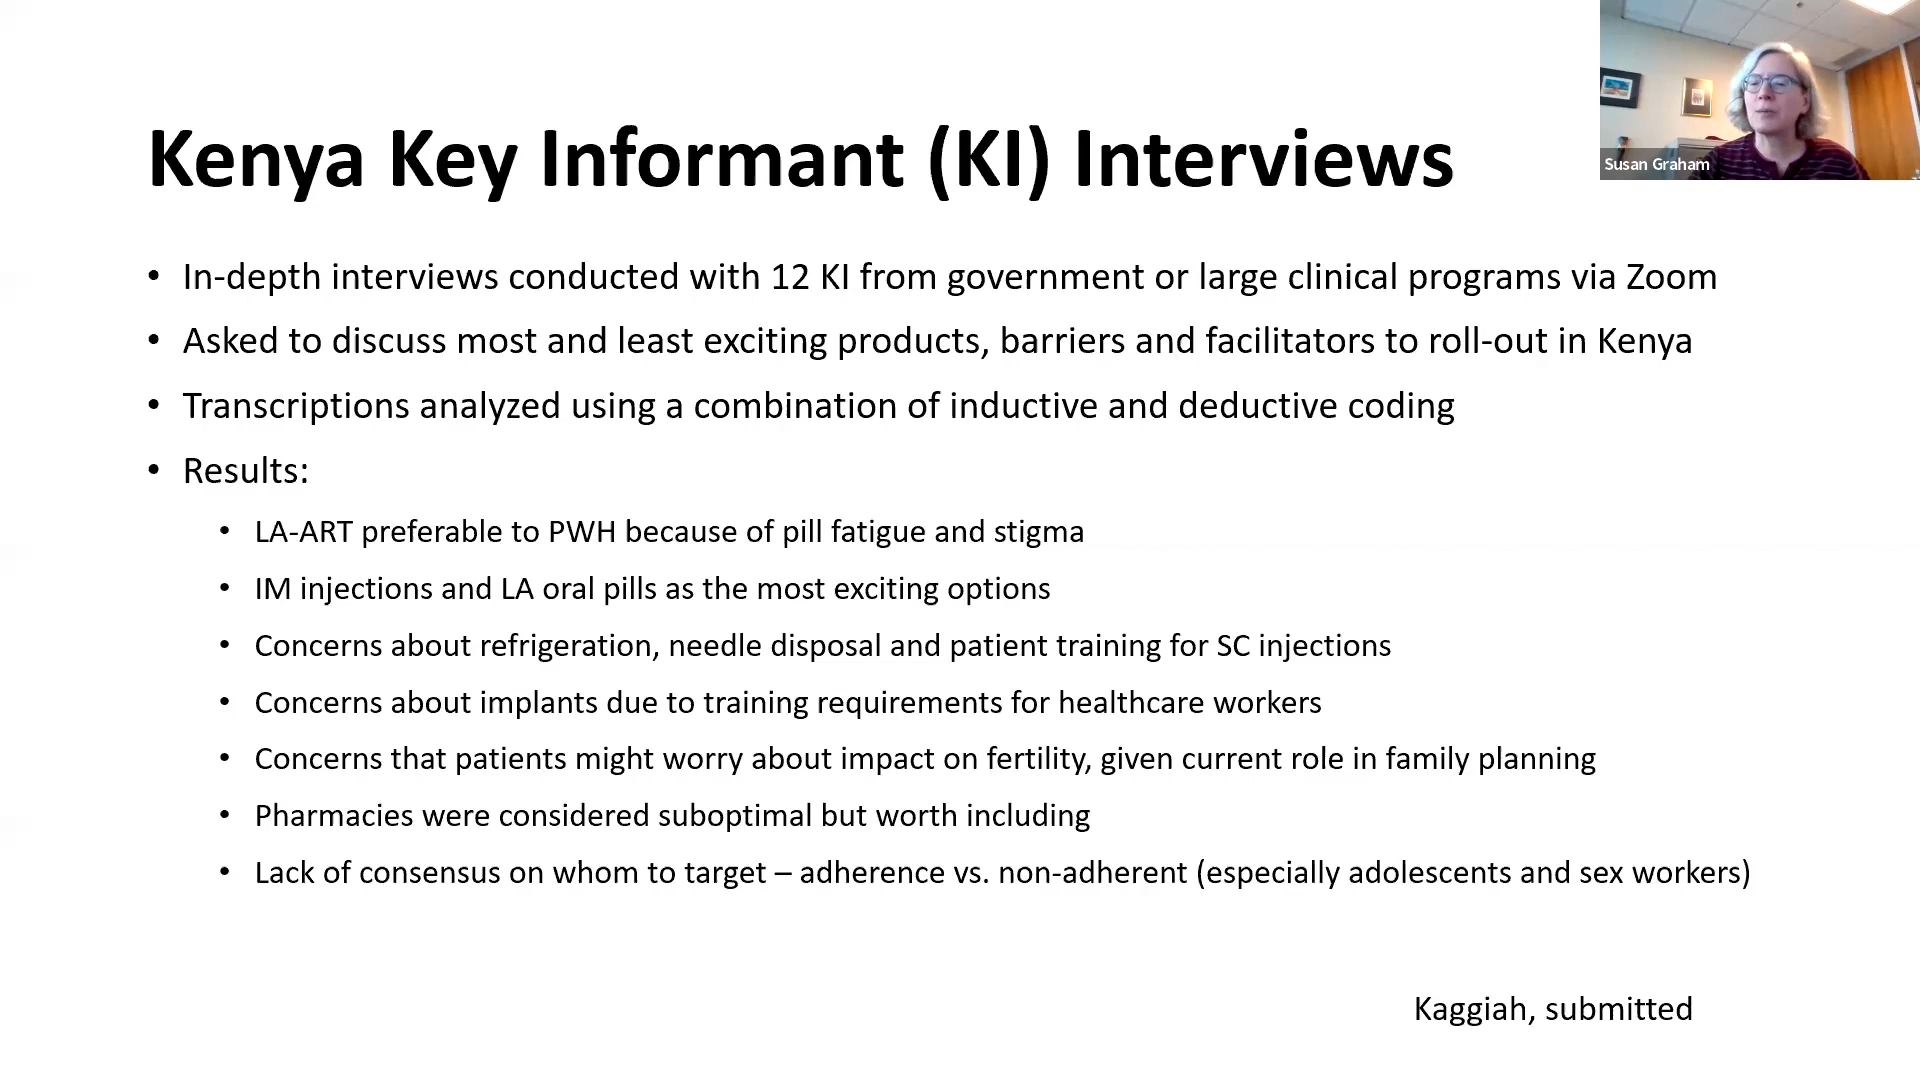 Kenya Key Informant (KI) Interviews
Susan Graham
• In-depth interviews conducted with 12 KI from government or large clinical programs via Zoom
• Asked to discuss most and least exciting products, barriers and facilitators to roll-out in Kenya
• Transcriptions analyzed using a combination of inductive and deductive coding
• Results:
• LA-ART preferable to PWH because of pill fatigue and stigma
• IM injections and LA oral pills as the most exciting options
• Concerns about refrigeration, needle disposal and patient training for SC injections
• Concerns about implants due to training requirements for healthcare workers
• Concerns that patients might worry about impact on fertility, given current role in family planning
• Pharmacies were considered suboptimal but worth including
• Lack of consensus on whom to target – adherence vs. non-adherent (especially adolescents and sex workers)
Kaggiah, submitted